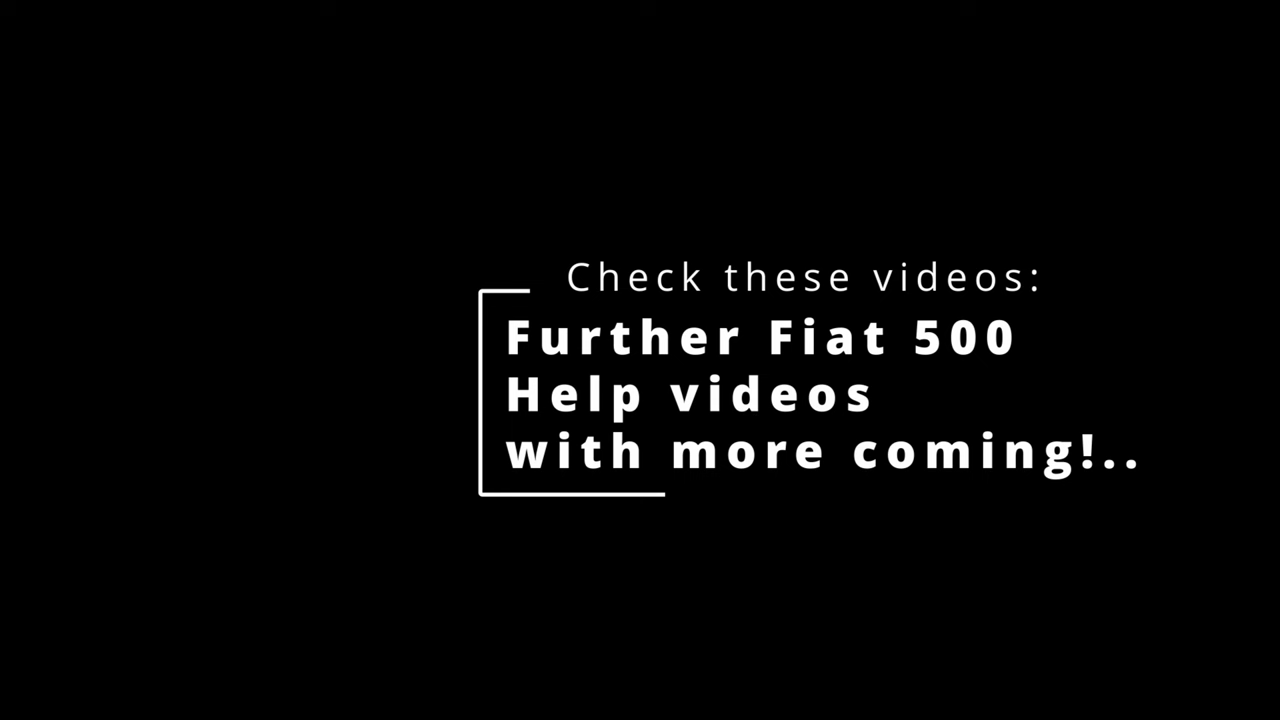 Check these videos:
Further Fiat 500
Help videos
with more coming!..